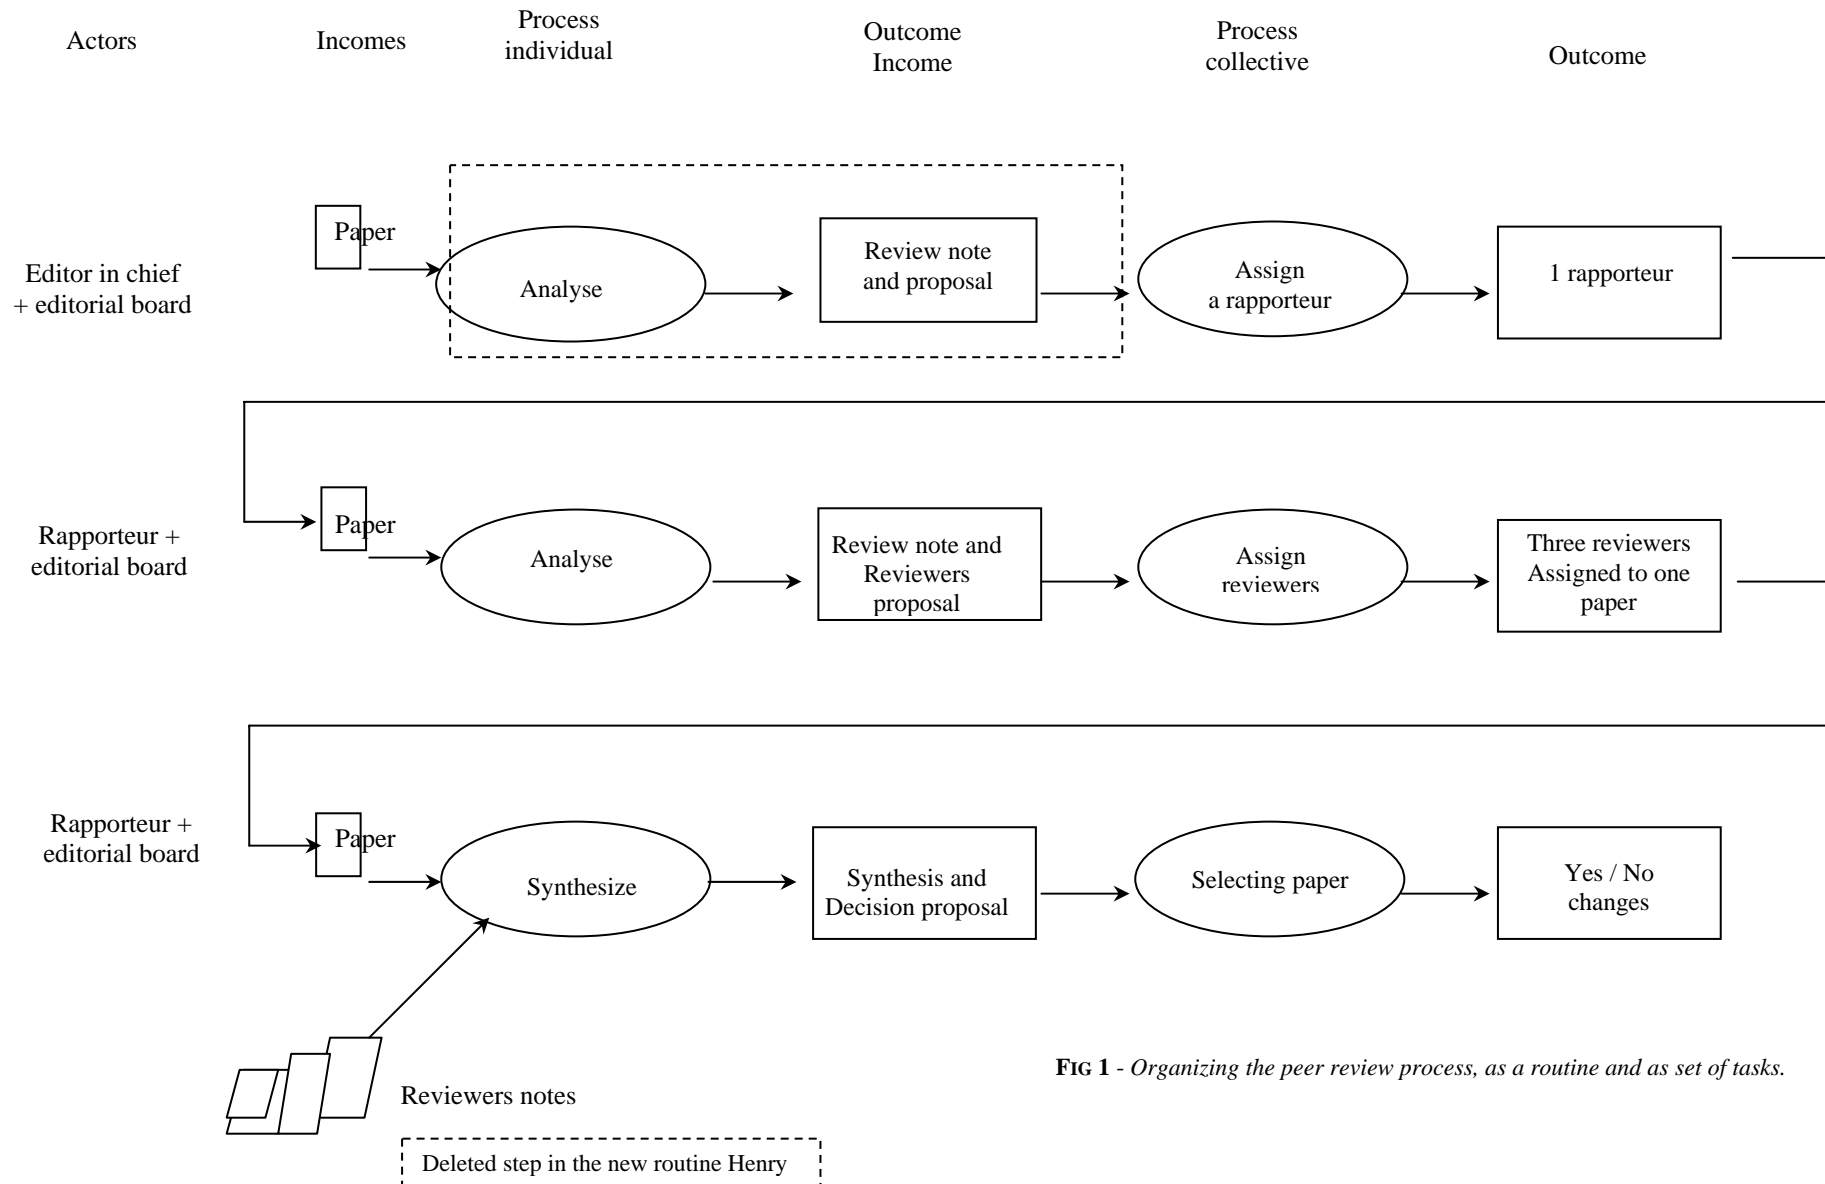 Actors
Incomes
Process
individual
Outcome
Income
Process
collective
Outcome
Editor in chief
+ editorial board
Paper
Analyse
Review note
and proposal
Assign
a rapporteur
1 rapporteur
Rapporteur +
editorial board
Paper
Analyse
Review note and
Reviewers
proposal
Assign
reviewers
Three reviewers
Assigned to one
paper
Rapporteur +
editorial board
Paper
Synthesize
Synthesis and
Decision proposal
Selecting paper
Yes / No
changes
Reviewers notes
FIG 1 - Organizing the peer review process, as a routine and as set of tasks.
Deleted step in the new routine Henry